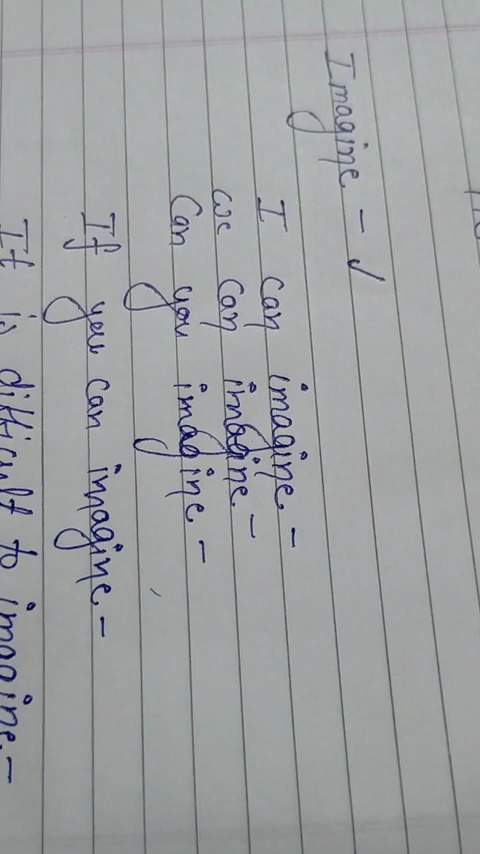 Imagine - ✓
I can imagine -
We can imagine -
Can you imagine -
If you can imagine -
It is difficult to imagine -